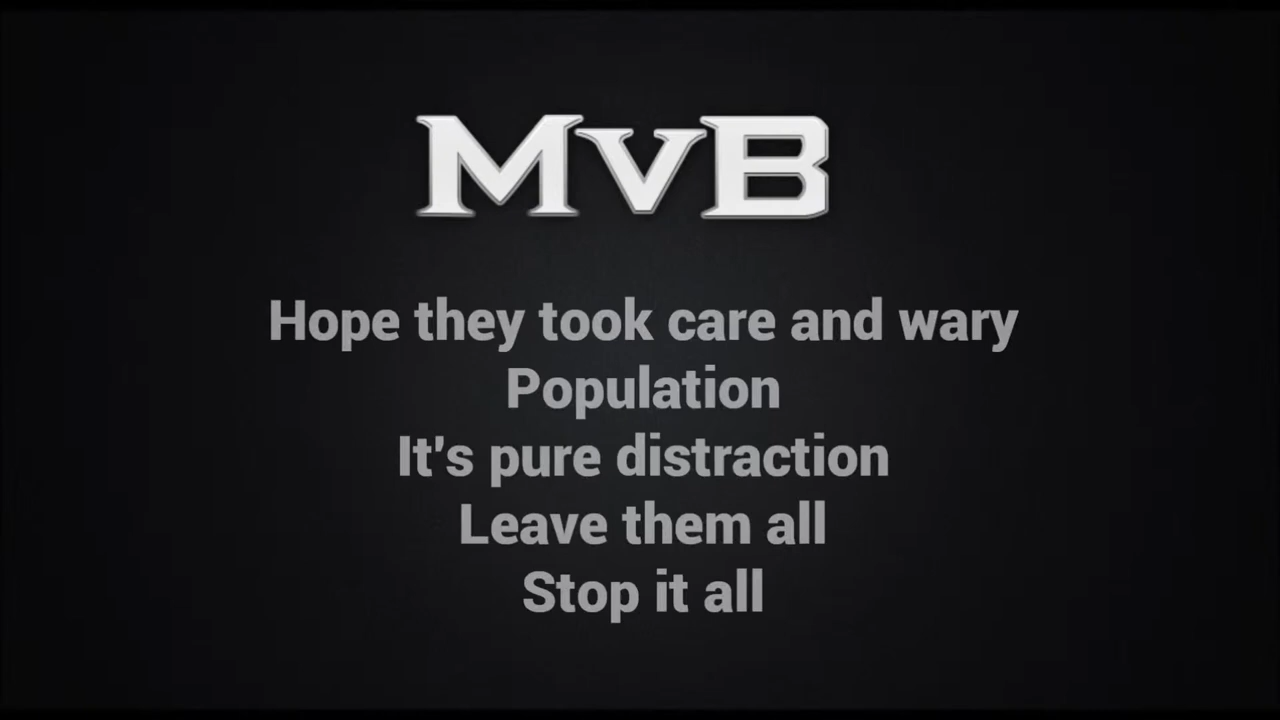 MvB
Hope they took care and wary
Population
It's pure distraction
Leave them all
Stop it all